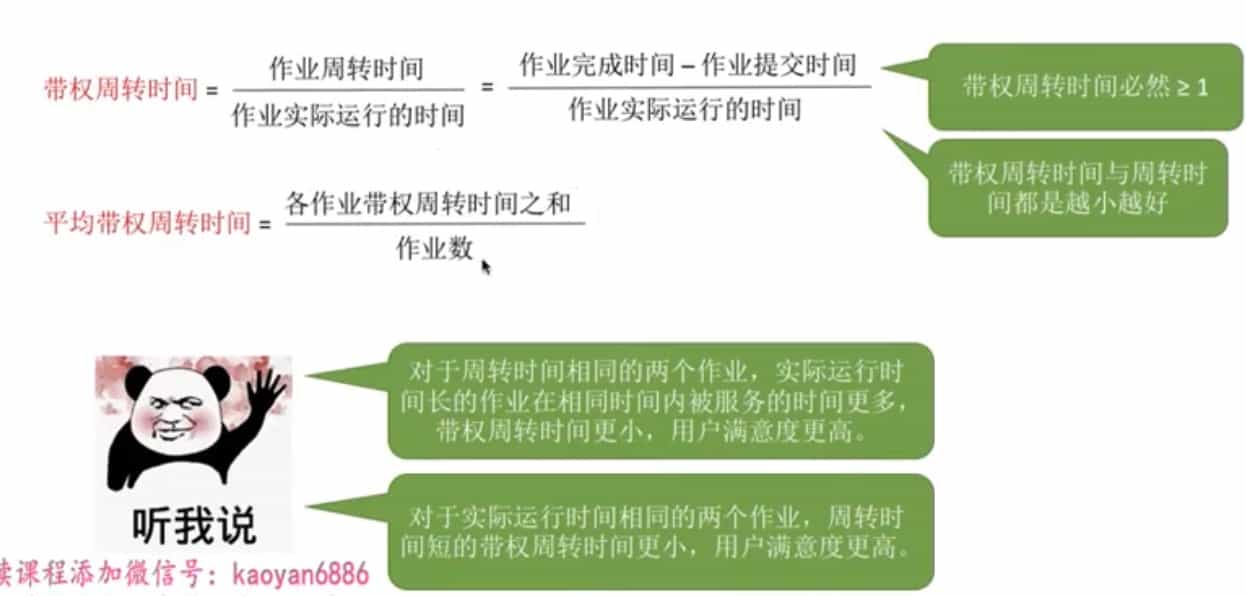 带权周转时间 = 作业周转时间 / 作业实际运行的时间 = 作业完成时间 – 作业提交时间 / 作业实际运行的时间
带权周转时间必然 ≥ 1
带权周转时间与周转时
间都是越小越好
平均带权周转时间 = 各作业带权周转时间之和 / 作业数
对于周转时间相同的两个作业，实际运行时
间长的作业在相同时间内被服务的时间更多，
带权周转时间更小，用户满意度更高。
听我说
对于实际运行时间相同的两个作业，周转时
间短的带权周转时间更小，用户满意度更高。
课程添加微信号：kaoyan6886